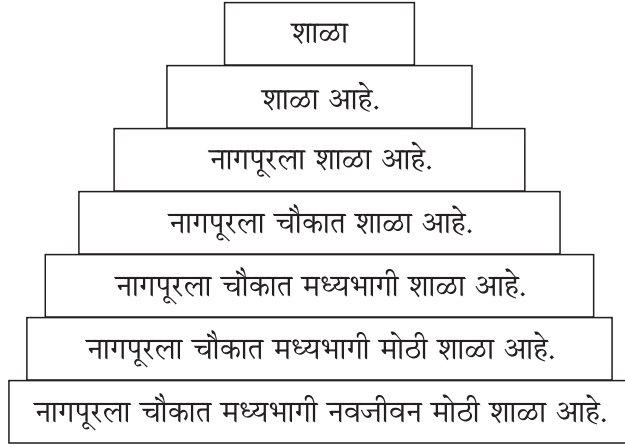 शाळा
शाळा आहे.
नागपूरला शाळा आहे.
नागपूरला चौकात शाळा आहे.
नागपूरला चौकात मध्यभागी शाळा आहे.
नागपूरला चौकात मध्यभागी मोठी शाळा आहे.
नागपूरला चौकात मध्यभागी नवजीवन मोठी शाळा आहे.